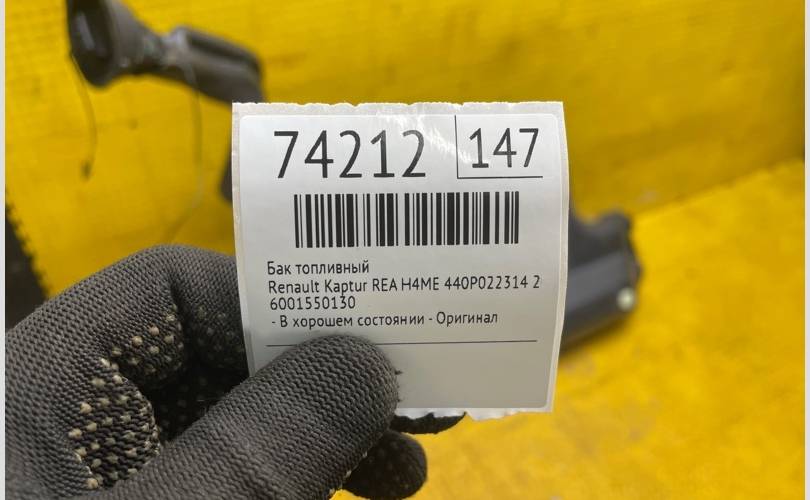 74212 147
Бак топливный
Renault Kaptur REA H4ME 440P022314 2
6001550130
- В хорошем состоянии - Оригинал